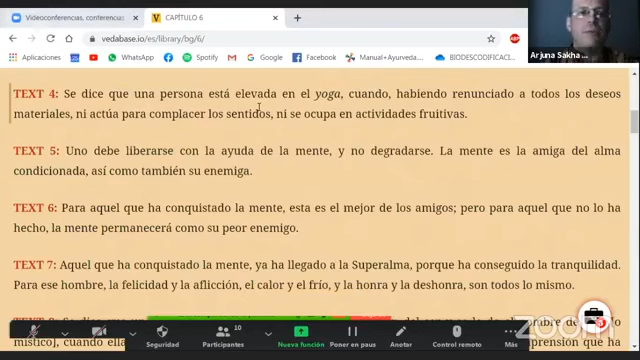 Videoconferencias, conferencias
CAPÍTULO 6
vedabase.io/es/library/bg/6/
Aplicaciones
WhatsApp
Google
Facebook
Manual+Ayurveda...
BIODESCODIFICACI...
Arjuna Sakha ...
TEXT 4: Se dice que una persona está elevada en el yoga, cuando, habiendo renunciado a todos los deseos
materiales, ni actúa para complacer los sentidos, ni se ocupa en actividades fruitivas.
TEXT 5: Uno debe liberarse con la ayuda de la mente, y no degradarse. La mente es la amiga del alma
condicionada, así como también su enemiga.
TEXT 6: Para aquel que ha conquistado la mente, esta es el mejor de los amigos; pero para aquel que no lo ha
hecho, la mente permanecerá como su peor enemigo.
TEXT 7: Aquel que ha conquistado la mente, ya ha llegado a la Superalma, porque ha conseguido la tranquilidad.
Para ese hombre, la felicidad y la aflicción, el calor y el frío, y la honra y la deshonra, son todos lo mismo.
zoom
10
Seguridad
Participantes
Nueva función
Poner en pausa
Anotar
Control remoto
Más
místico], cuando